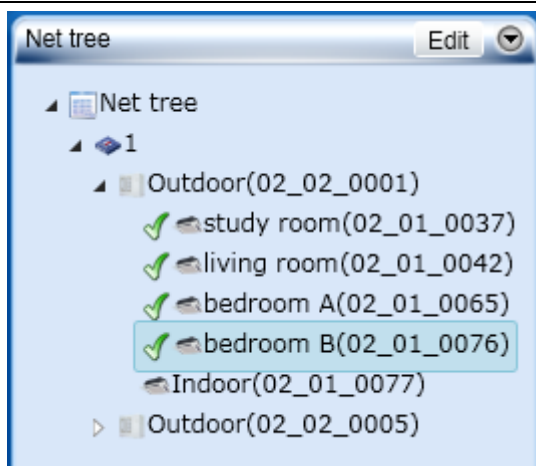 Net tree Edit
Net tree
1
Outdoor(02_02_0001)
study room(02_01_0037)
living room(02_01_0042)
bedroom A(02_01_0065)
bedroom B(02_01_0076)
Indoor(02_01_0077)
Outdoor(02_02_0005)